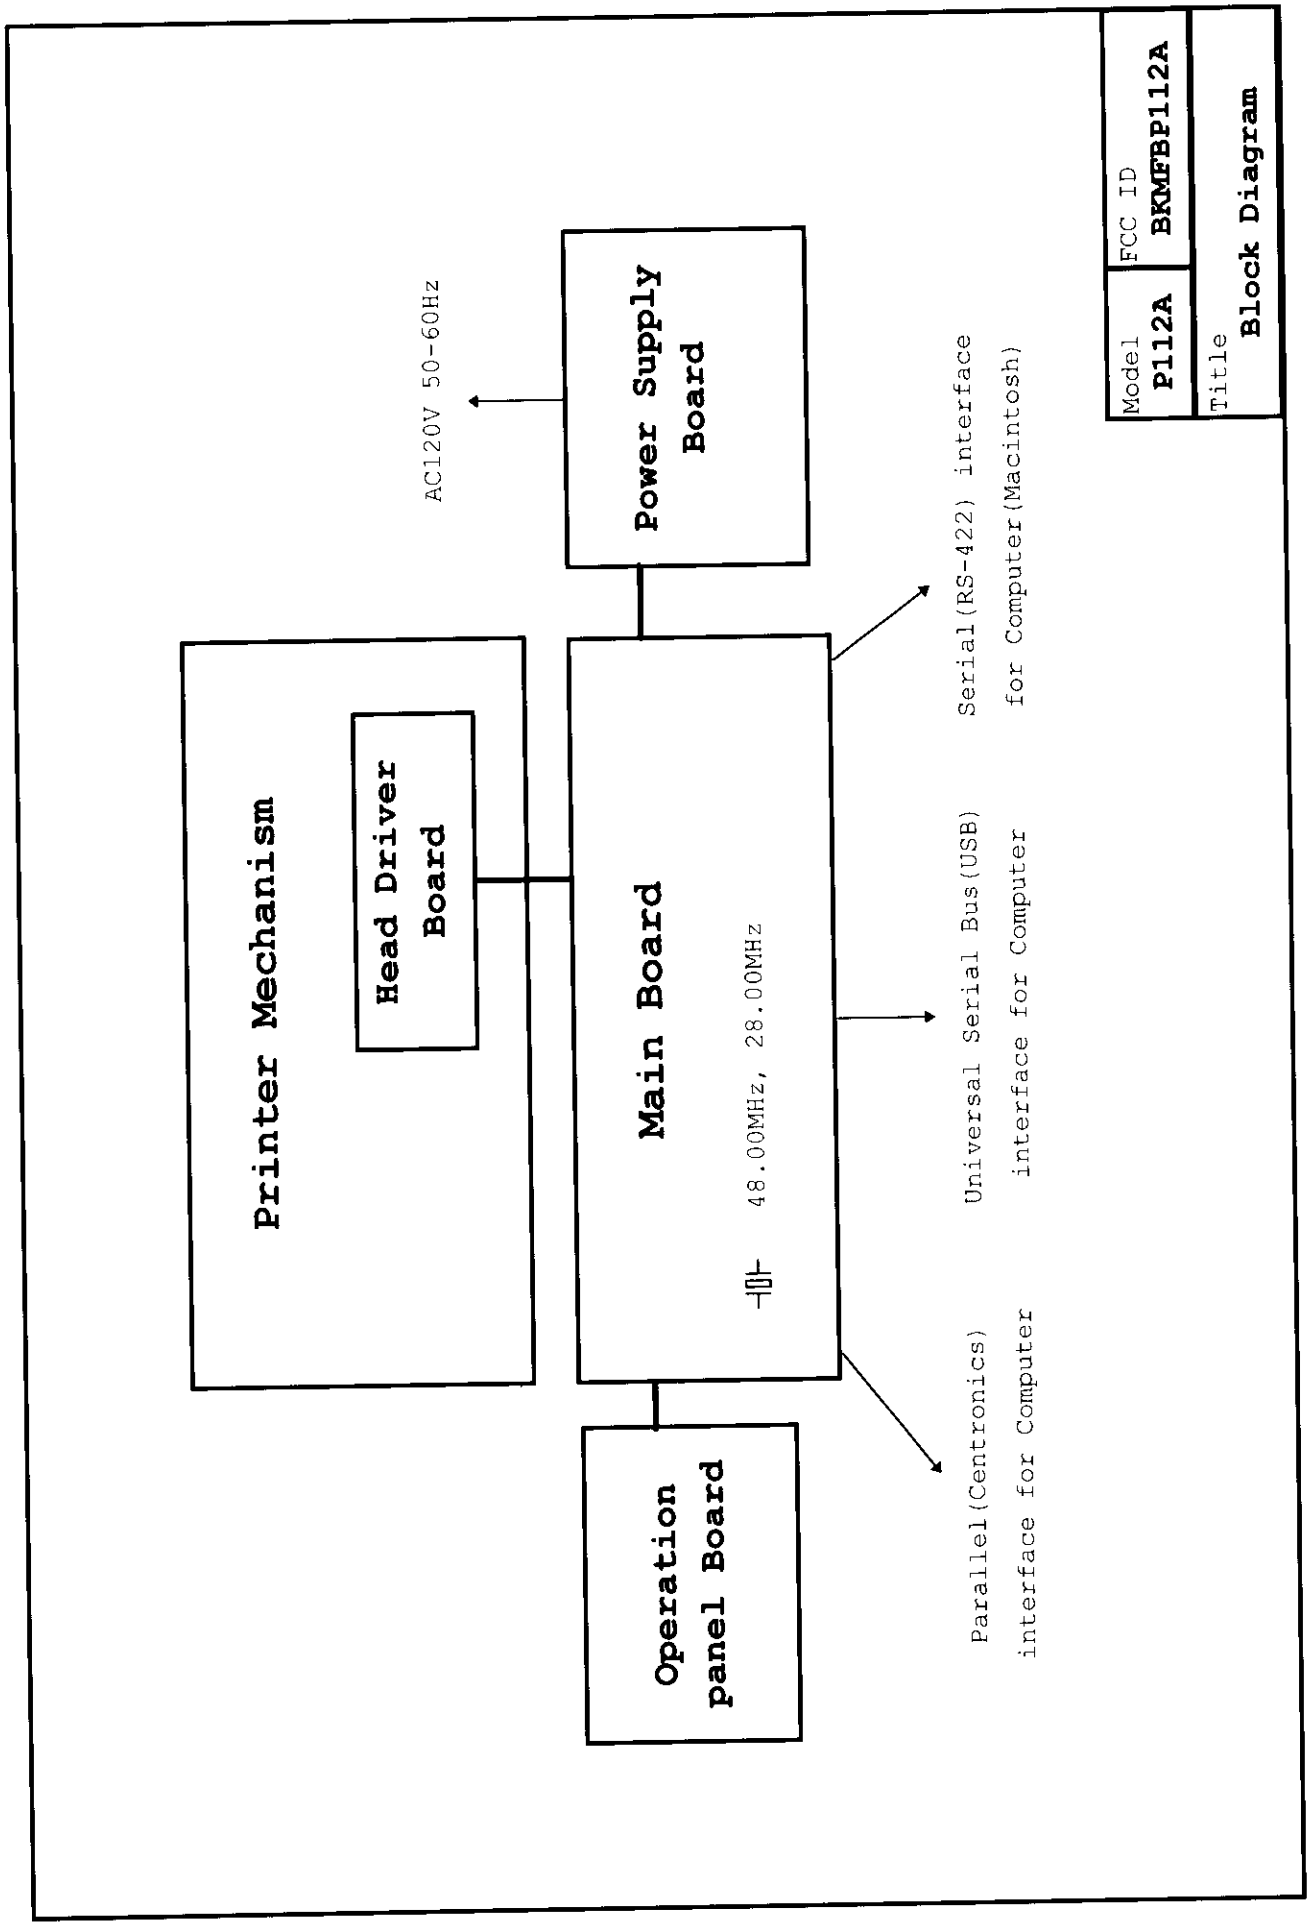 Printer Mechanism
Head Driver
Board
AC120V 50-60Hz
Operation
panel Board
Main Board
48.00MHz, 28.00MHz
Power Supply
Board
Parallel(Centronics)
interface for Computer
Universal Serial Bus(USB)
interface for Computer
Serial(RS-422) interface
for Computer(Macintosh)
Model
P112A
FCC ID
BKMFBP112A
Title
Block Diagram